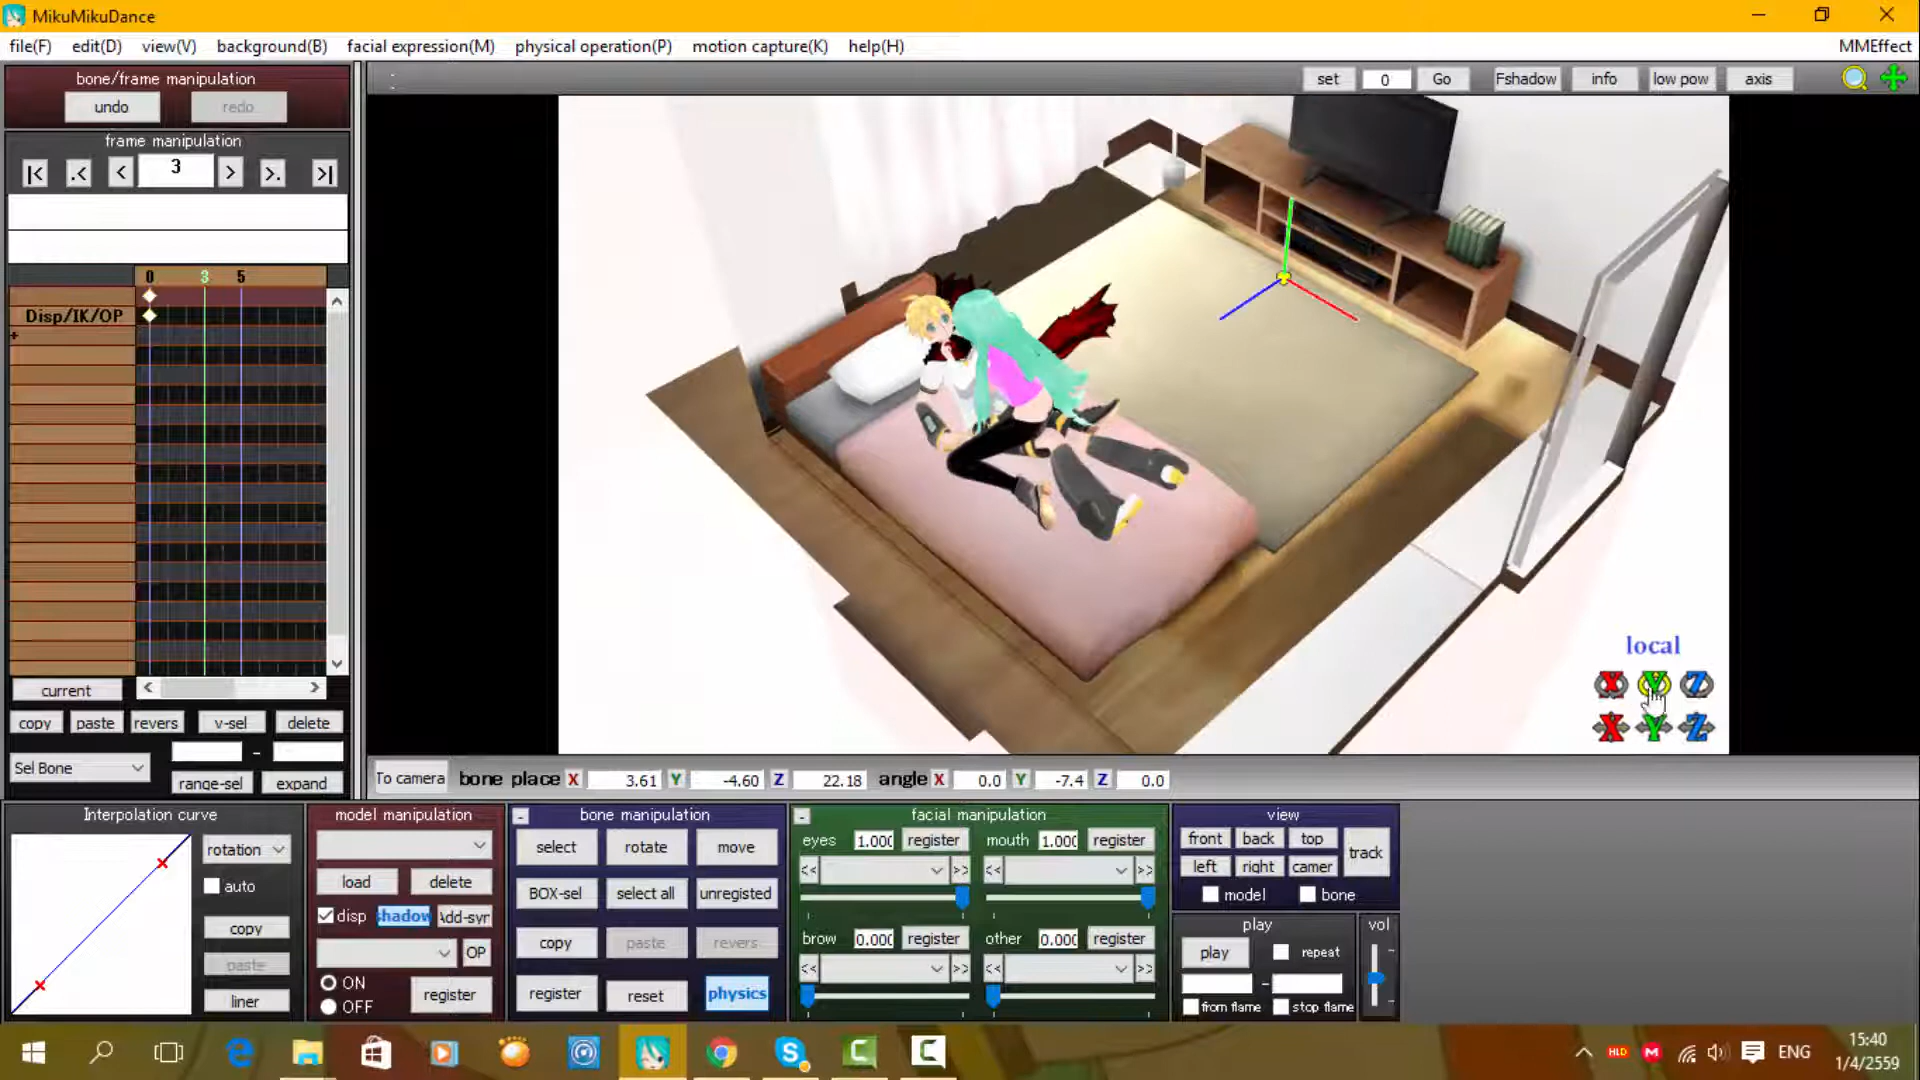 MikuMikuDance
file(F) edit(D) view(V) background(B) facial expression(M) physical operation(P) motion capture(K) help(H) MMEffect
bone/frame manipulation
undo redo
set 0 Go Fshadow info low pow axis
frame manipulation
|< .< < 3 > >. >|
0 3 5
Disp/IK/OP
+
current < >
copy paste revers v-sel delete
-
Sel Bone
range-sel expand
local
X Y Z
X Y Z
To camera bone place X 3.61 Y -4.60 Z 22.18 angle X 0.0 Y -7.4 Z 0.0
Interpolation curve
rotation
auto
copy
paste
liner
model manipulation
load delete
disp shadow Add-syn
OP
ON
OFF
register
- bone manipulation
select rotate move
BOX-sel select all unregisted
copy paste revers
register reset physics
- facial manipulation
eyes 1.000 register mouth 1.000 register
<< >> << >>
brow 0.000 register other 0.000 register
<< >> << >>
view
front back top
left right camer
track
model bone
play
play repeat
-
from flame stop flame
vol
HLD
ENG
15:40
1/4/2559